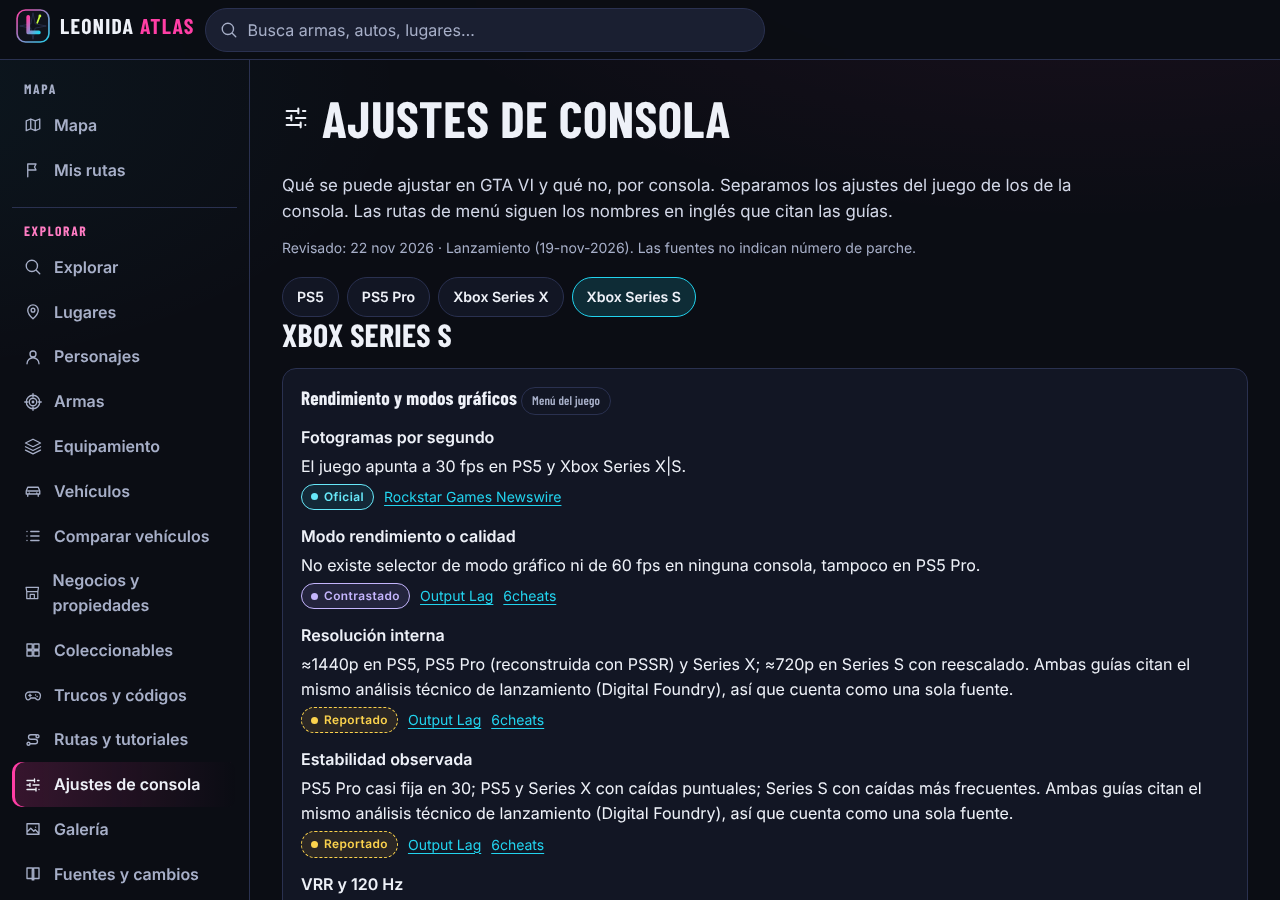 LEONIDA ATLAS
Busca armas, autos, lugares...
MAPA
Mapa
Mis rutas
EXPLORAR
Explorar
Lugares
Personajes
Armas
Equipamiento
Vehículos
Comparar vehículos
Negocios y
propiedades
Coleccionables
Trucos y códigos
Rutas y tutoriales
Ajustes de consola
Galería
Fuentes y cambios
AJUSTES DE CONSOLA
Qué se puede ajustar en GTA VI y qué no, por consola. Separamos los ajustes del juego de los de la
consola. Las rutas de menú siguen los nombres en inglés que citan las guías.
Revisado: 22 nov 2026 · Lanzamiento (19-nov-2026). Las fuentes no indican número de parche.
PS5 PS5 Pro Xbox Series X Xbox Series S
XBOX SERIES S
Rendimiento y modos gráficos Menú del juego
Fotogramas por segundo
El juego apunta a 30 fps en PS5 y Xbox Series X|S.
Oficial Rockstar Games Newswire
Modo rendimiento o calidad
No existe selector de modo gráfico ni de 60 fps en ninguna consola, tampoco en PS5 Pro.
Contrastado Output Lag 6cheats
Resolución interna
≈1440p en PS5, PS5 Pro (reconstruida con PSSR) y Series X; ≈720p en Series S con reescalado. Ambas guías citan el
mismo análisis técnico de lanzamiento (Digital Foundry), así que cuenta como una sola fuente.
Reportado Output Lag 6cheats
Estabilidad observada
PS5 Pro casi fija en 30; PS5 y Series X con caídas puntuales; Series S con caídas más frecuentes. Ambas guías citan el
mismo análisis técnico de lanzamiento (Digital Foundry), así que cuenta como una sola fuente.
Reportado Output Lag 6cheats
VRR y 120 Hz